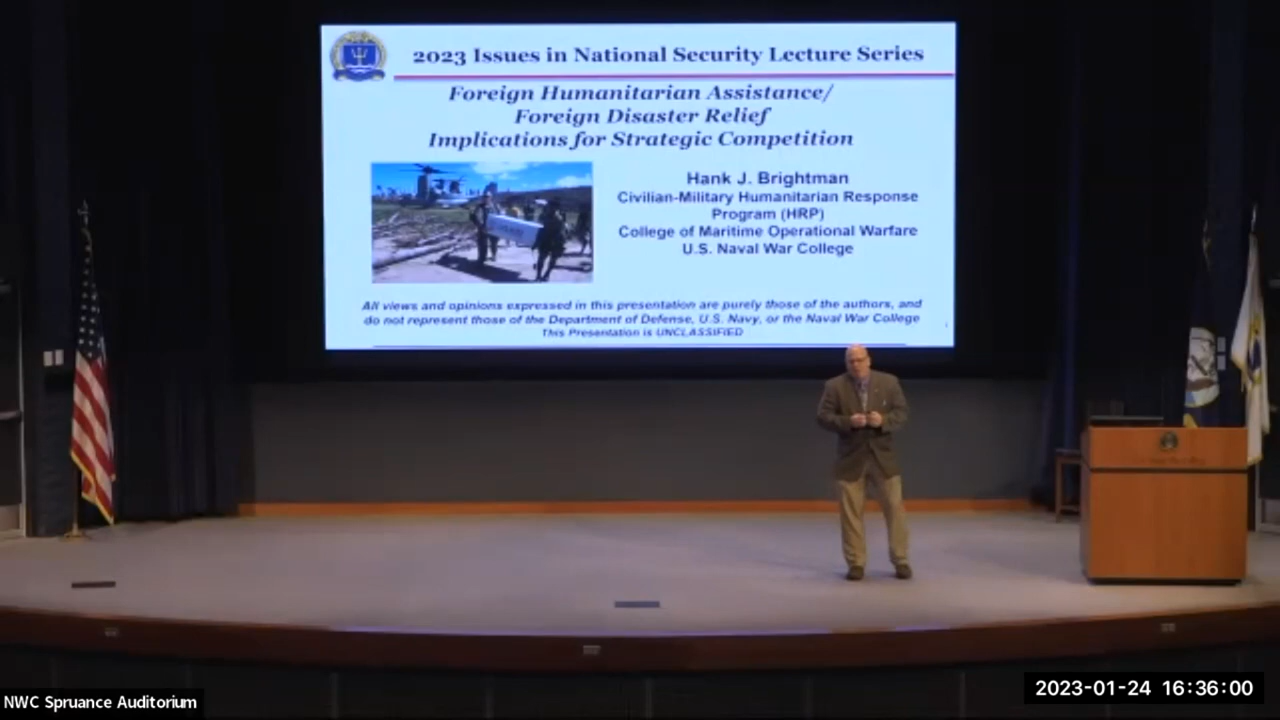 2023 Issues in National Security Lecture Series
Foreign Humanitarian Assistance/
Foreign Disaster Relief
Implications for Strategic Competition
Hank J. Brightman
Civilian-Military Humanitarian Response
Program (HRP)
College of Maritime Operational Warfare
U.S. Naval War College
All views and opinions expressed in this presentation are purely those of the authors, and
do not represent those of the Department of Defense, U.S. Navy, or the Naval War College
This Presentation is UNCLASSIFIED
NWC Spruance Auditorium
2023-01-24 16:36:00